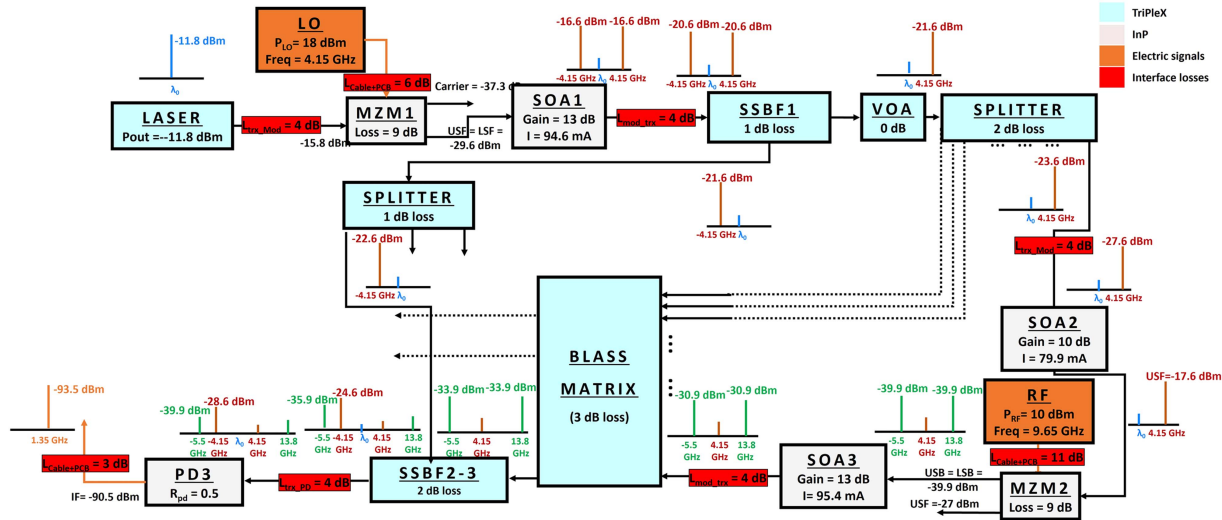 LO
P_LO= 18 dBm
Freq = 4.15 GHz
TriPleX
InP
Electric signals
Interface losses
-11.8 dBm
λ₀
L_Cable+PCB = 6 dB
-16.6 dBm -16.6 dBm
-4.15 GHz λ₀ 4.15 GHz
-20.6 dBm -20.6 dBm
-4.15 GHz λ₀ 4.15 GHz
-21.6 dBm
λ₀ 4.15 GHz
LASER
Pout =--11.8 dBm
L_trx_Mod = 4 dB
-15.8 dBm
MZM1
Loss = 9 dB
Carrier = -37.3 d
USF = LSF =
-29.6 dBm
SOA1
Gain = 13 dB
I = 94.6 mA
L_mod_trx = 4 dB
SSBF1
1 dB loss
VOA
0 dB
SPLITTER
2 dB loss
... ...
SPLITTER
1 dB loss
-21.6 dBm
-4.15 GHz λ₀
-23.6 dBm
λ₀ 4.15 GHz
-22.6 dBm
-4.15 GHz λ₀
L_trx_Mod = 4 dB
-27.6 dBm
λ₀ 4.15 GHz
BLASS
MATRIX
(3 dB loss)
SOA2
Gain = 10 dB
I = 79.9 mA
USF=-17.6 dBm
λ₀ 4.15 GHz
RF
P_RF= 10 dBm
Freq = 9.65 GHz
L_Cable+PCB = 11 dB
MZM2
Loss = 9 dB
USB = LSB =
-39.9 dBm
USF =-27 dBm
-39.9 dBm -39.9 dBm
-5.5 GHz 4.15 GHz 13.8 GHz
SOA3
Gain = 13 dB
I= 95.4 mA
L_mod_trx = 4 dB
-30.9 dBm -30.9 dBm
-5.5 GHz 4.15 GHz 13.8 GHz
-33.9 dBm -33.9 dBm
-5.5 GHz 4.15 GHz 13.8 GHz
SSBF2-3
2 dB loss
-35.9 dBm -24.6 dBm
-5.5 GHz -4.15 GHz λ₀ 4.15 GHz 13.8 GHz
L_trx_PD = 4 dB
-39.9 dBm -28.6 dBm
-5.5 GHz -4.15 GHz λ₀ 4.15 GHz 13.8 GHz
PD3
R_pd = 0.5
L_Cable+PCB = 3 dB
IF= -90.5 dBm
-93.5 dBm
1.35 GHz